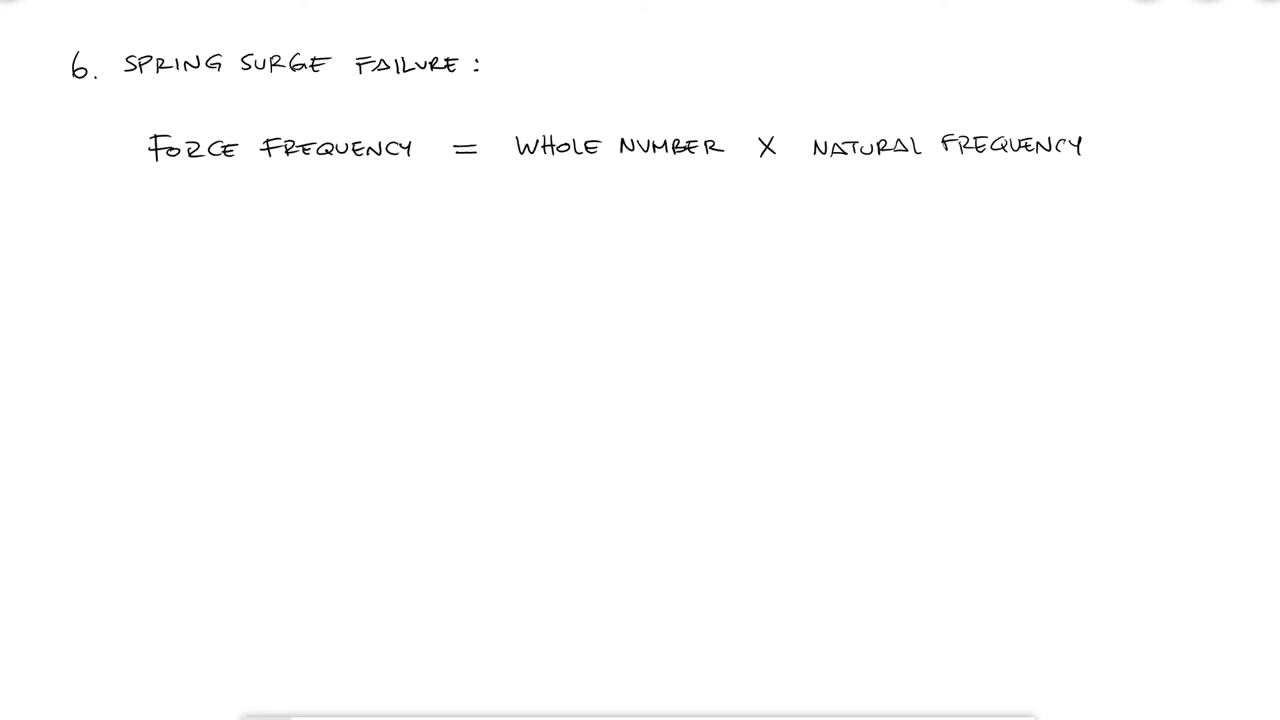 6. SPRING SURGE FAILURE:
FORCE FREQUENCY = WHOLE NUMBER X NATURAL FREQUENCY